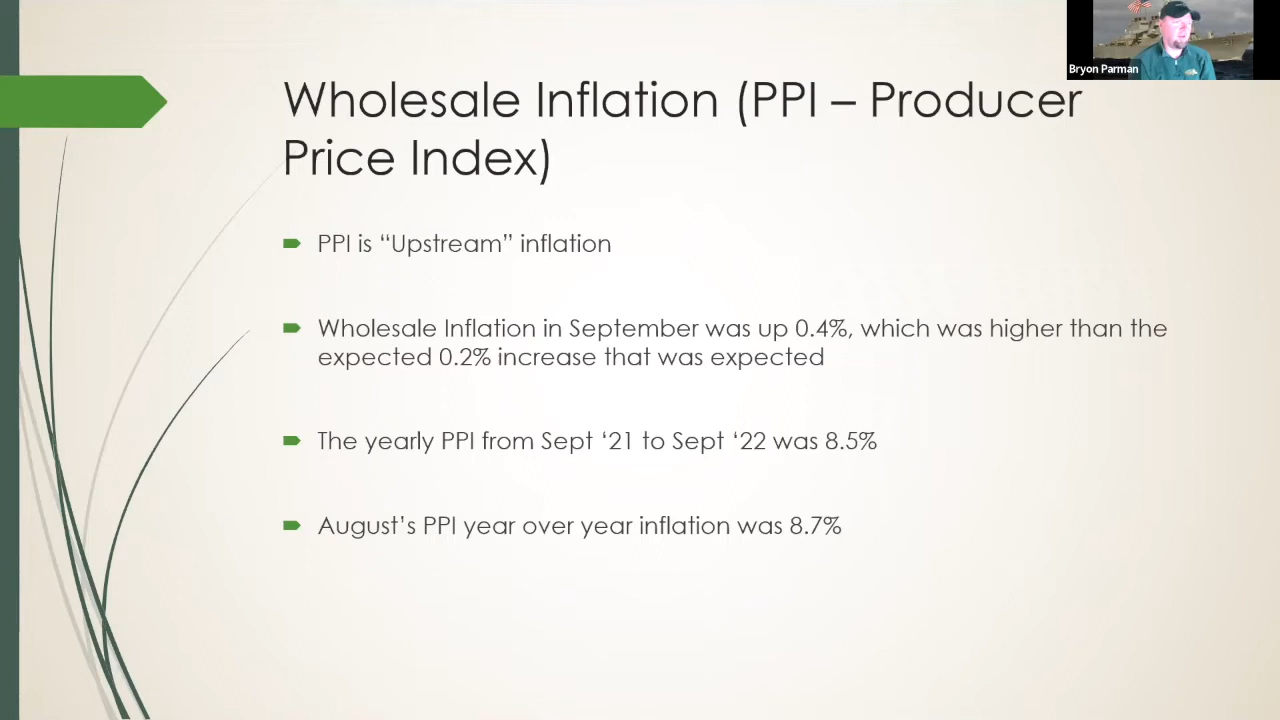 Bryon Parman
Wholesale Inflation (PPI – Producer
Price Index)
PPI is “Upstream” inflation
Wholesale Inflation in September was up 0.4%, which was higher than the
expected 0.2% increase that was expected
The yearly PPI from Sept ‘21 to Sept ‘22 was 8.5%
August’s PPI year over year inflation was 8.7%